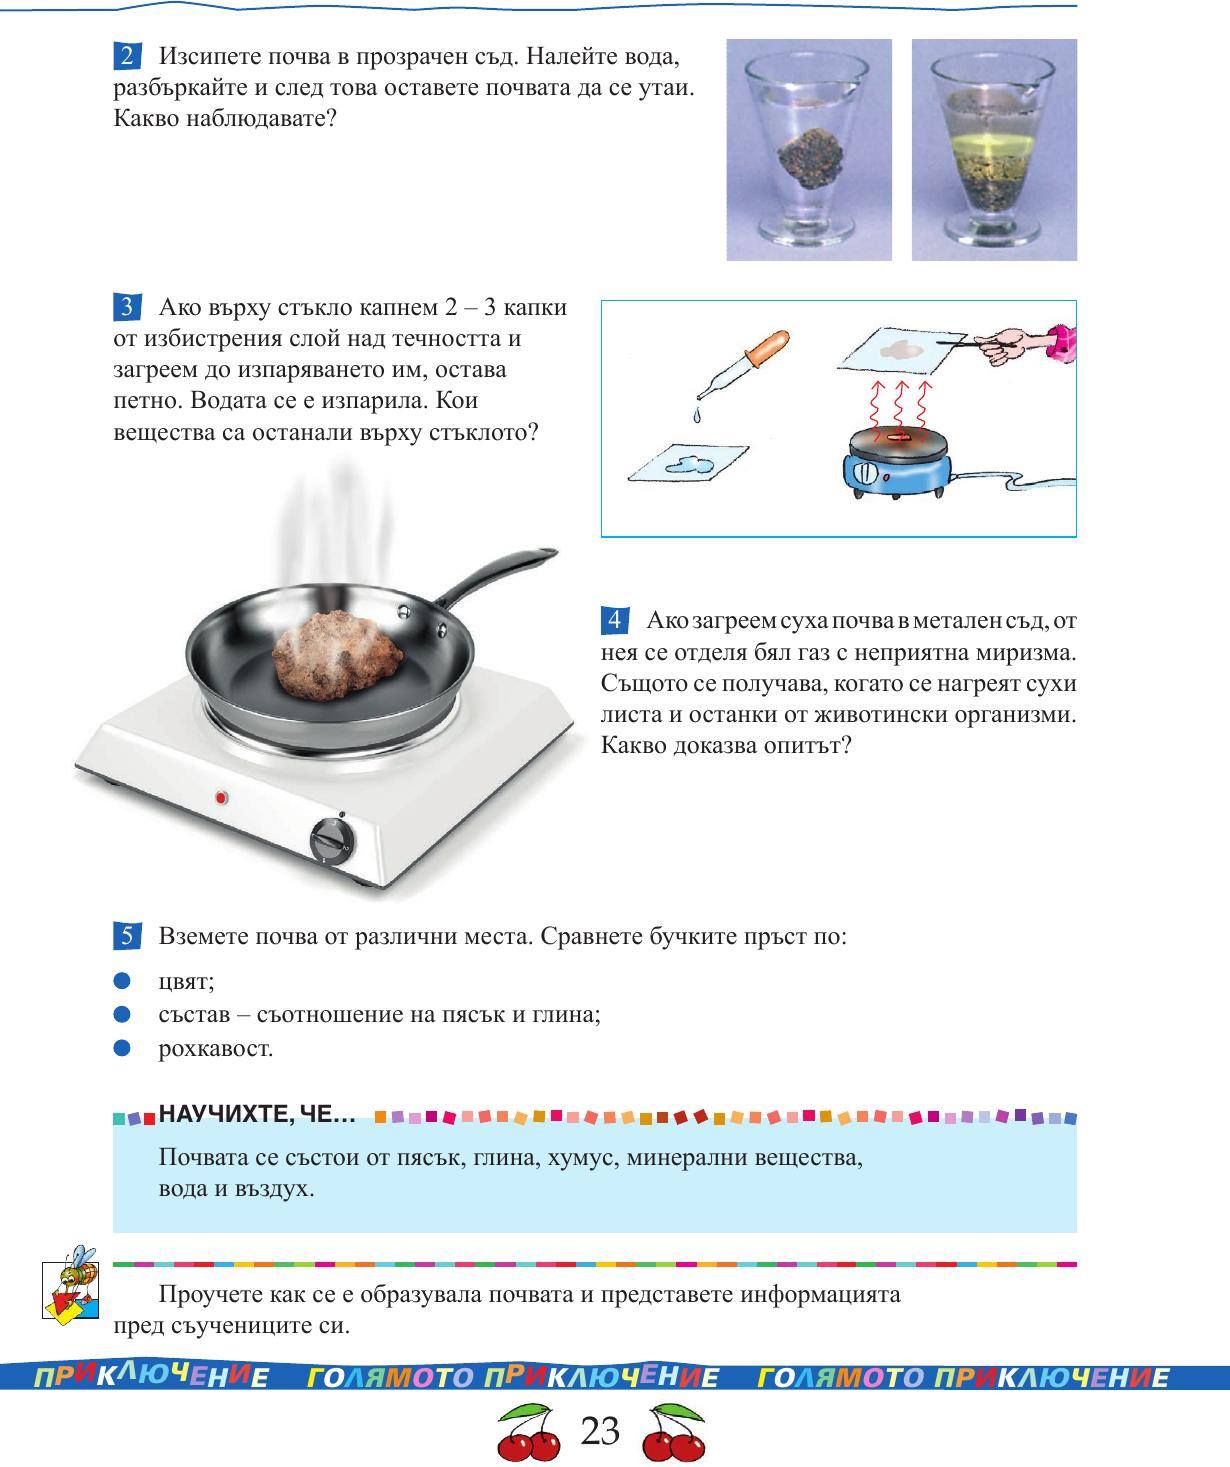 2 Изсипете почва в прозрачен съд. Налейте вода,
разбъркайте и след това оставете почвата да се утаи.
Какво наблюдавате?
3 Ако върху стъкло капнем 2 – 3 капки
от избистрения слой над течността и
загреем до изпаряването им, остава
петно. Водата се е изпарила. Кои
вещества са останали върху стъклото?
4 Ако загреем суха почва в метален съд, от
нея се отделя бял газ с неприятна миризма.
Същото се получава, когато се нагреят сухи
листа и останки от животински организми.
Какво доказва опитът?
5 Вземете почва от различни места. Сравнете бучките пръст по:
цвят;
състав – съотношение на пясък и глина;
рохкавост.
НАУЧИХТЕ, ЧЕ...
Почвата се състои от пясък, глина, хумус, минерални вещества,
вода и въздух.
Проучете как се е образувала почвата и представете информацията
пред съучениците си.
ПРИКЛЮЧЕНИЕ ГОЛЯМОТО ПРИКЛЮЧЕНИЕ ГОЛЯМОТО ПРИКЛЮЧЕНИЕ
23